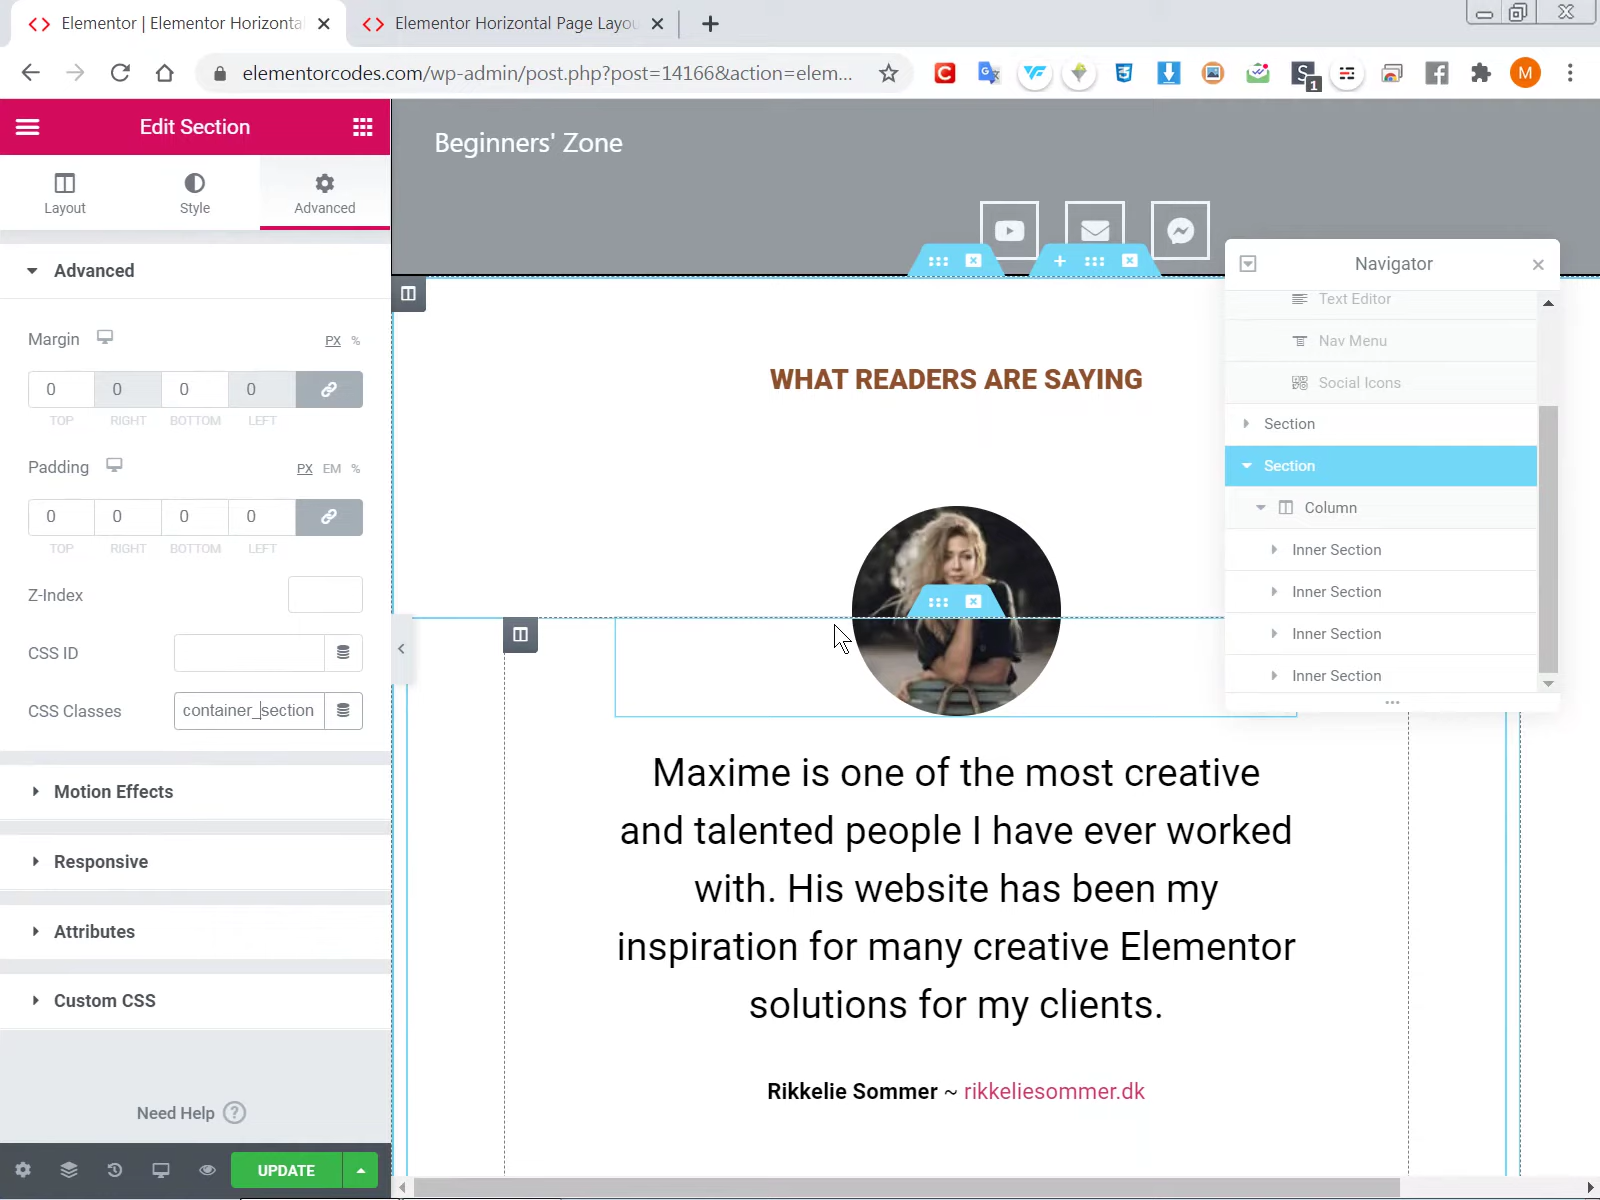 Elementor | Elementor Horizonta
Elementor Horizontal Page Layou
elementorcodes.com/wp-admin/post.php?post=14166&action=elem...
M
1
Edit Section
Layout
Style
Advanced
Advanced
Margin
PX %
0 0 0 0
TOP RIGHT BOTTOM LEFT
Padding
PX EM %
0 0 0 0
TOP RIGHT BOTTOM LEFT
Z-Index
CSS ID
CSS Classes
container_section
Motion Effects
Responsive
Attributes
Custom CSS
Need Help ?
UPDATE
Beginners' Zone
WHAT READERS ARE SAYING
Maxime is one of the most creative
and talented people I have ever worked
with. His website has been my
inspiration for many creative Elementor
solutions for my clients.
Rikkelie Sommer ~ rikkeliesommer.dk
Navigator
Text Editor
Nav Menu
Social Icons
Section
Section
Column
Inner Section
Inner Section
Inner Section
Inner Section